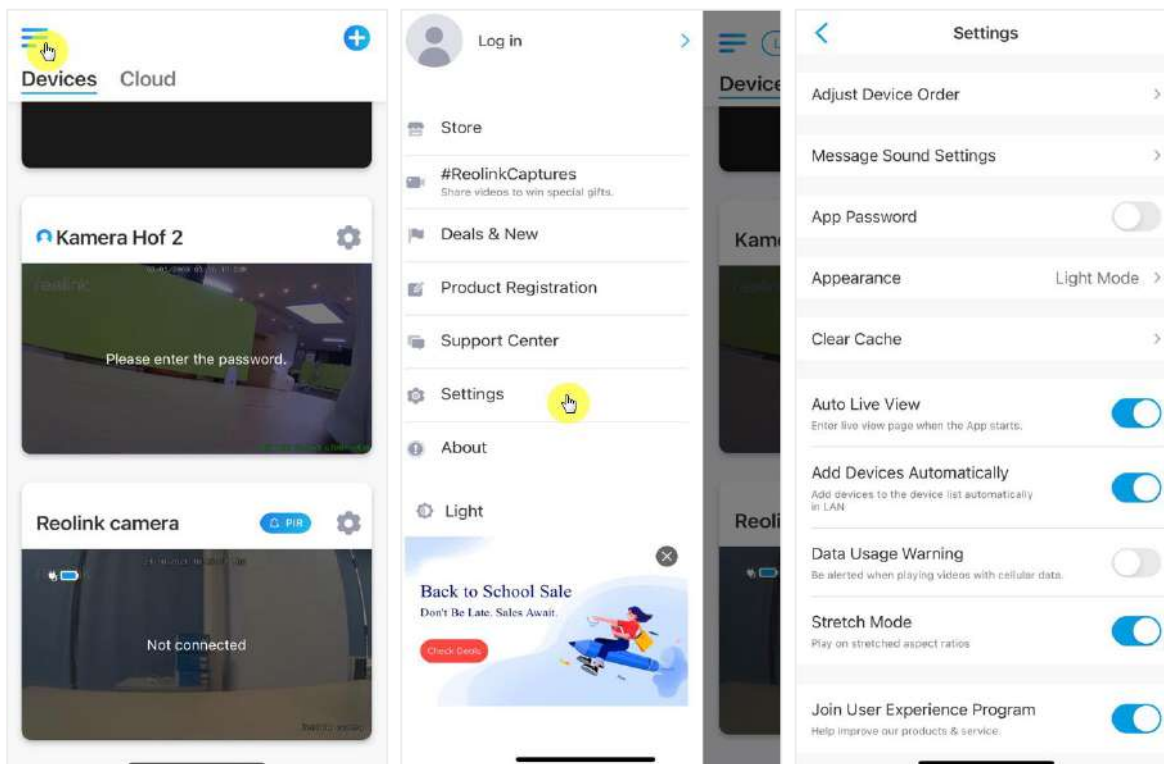 Devices Cloud
Kamera Hof 2
reolink
Please enter the password.
Reolink camera
PIR
Not connected
Log in
Store
#ReolinkCaptures
Share videos to win special gifts.
Deals & New
Product Registration
Support Center
Settings
About
Light
Back to School Sale
Don't Be Late. Sales Await.
Check Deals
L
Device
Kam
Reoli
Settings
Adjust Device Order
Message Sound Settings
App Password
Appearance Light Mode
Clear Cache
Auto Live View
Enter live view page when the App starts.
Add Devices Automatically
Add devices to the device list automatically
in LAN
Data Usage Warning
Be alerted when playing videos with cellular data.
Stretch Mode
Play on stretched aspect ratios
Join User Experience Program
Help improve our products & service.